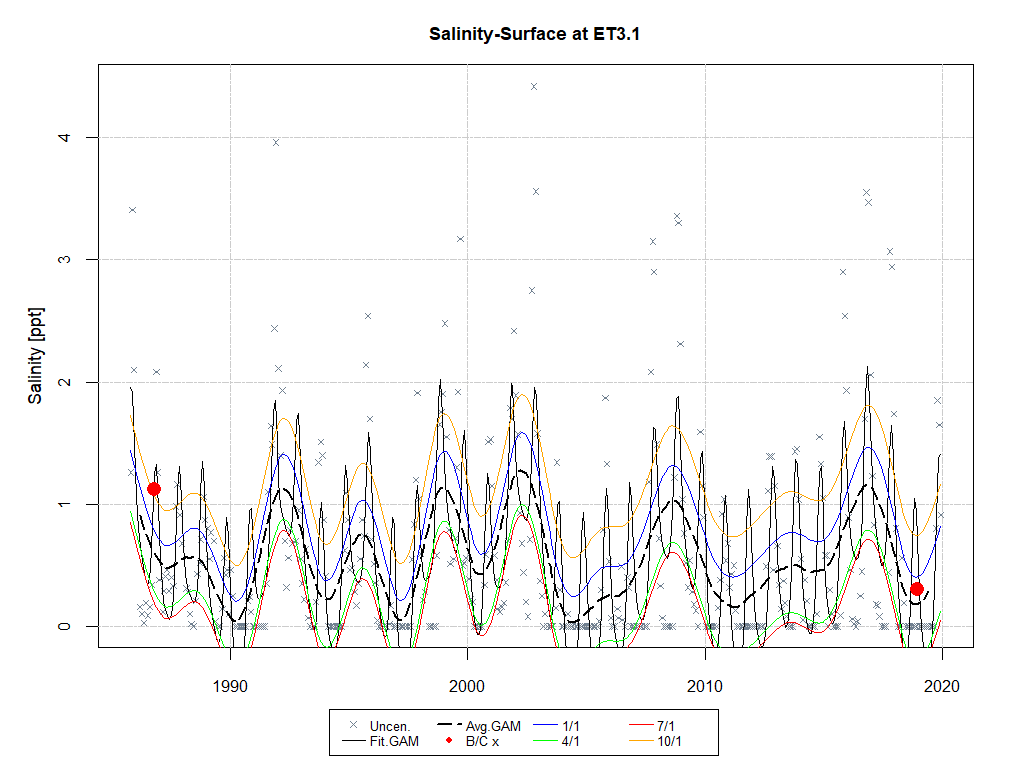 Salinity-Surface at ET3.1
Salinity [ppt]
4
3
2
1
0
1990 2000 2010 2020
Uncen. Avg.GAM 1/1 7/1
Fit.GAM B/C x 4/1 10/1